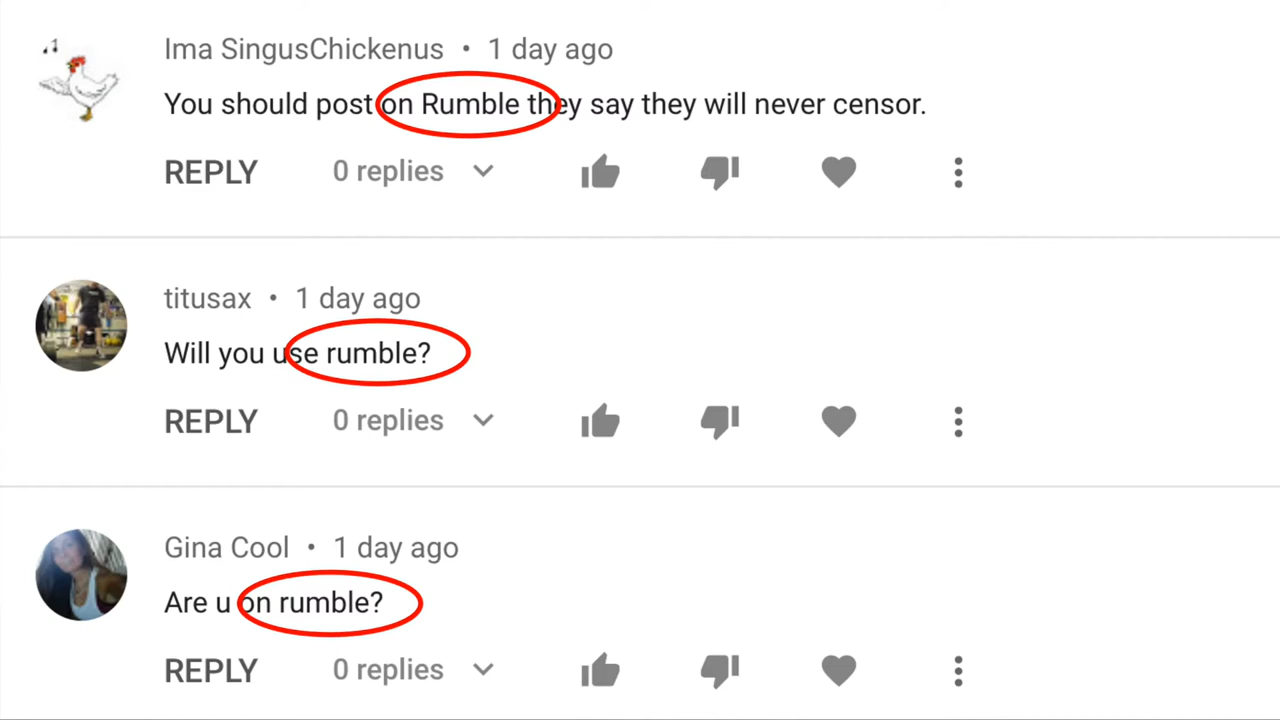 Ima SingusChickenus • 1 day ago
You should post on Rumble they say they will never censor.
REPLY 0 replies
titusax • 1 day ago
Will you use rumble?
REPLY 0 replies
Gina Cool • 1 day ago
Are u on rumble?
REPLY 0 replies